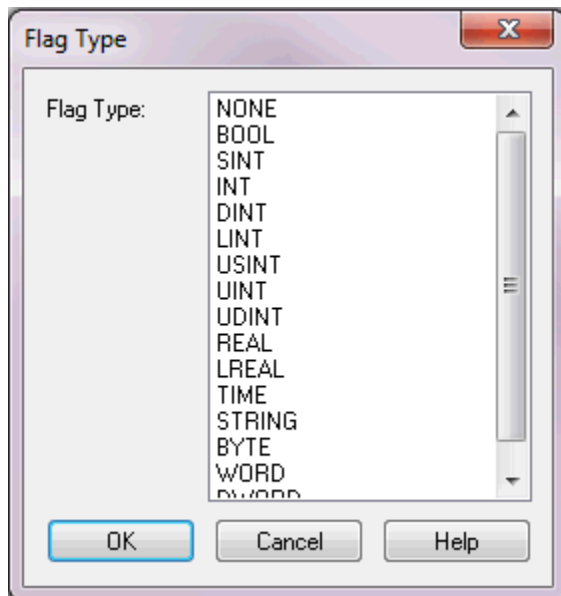 Flag Type
Flag Type:
NONE
BOOL
SINT
INT
DINT
LINT
USINT
UINT
UDINT
REAL
LREAL
TIME
STRING
BYTE
WORD
DWORD
OK Cancel Help